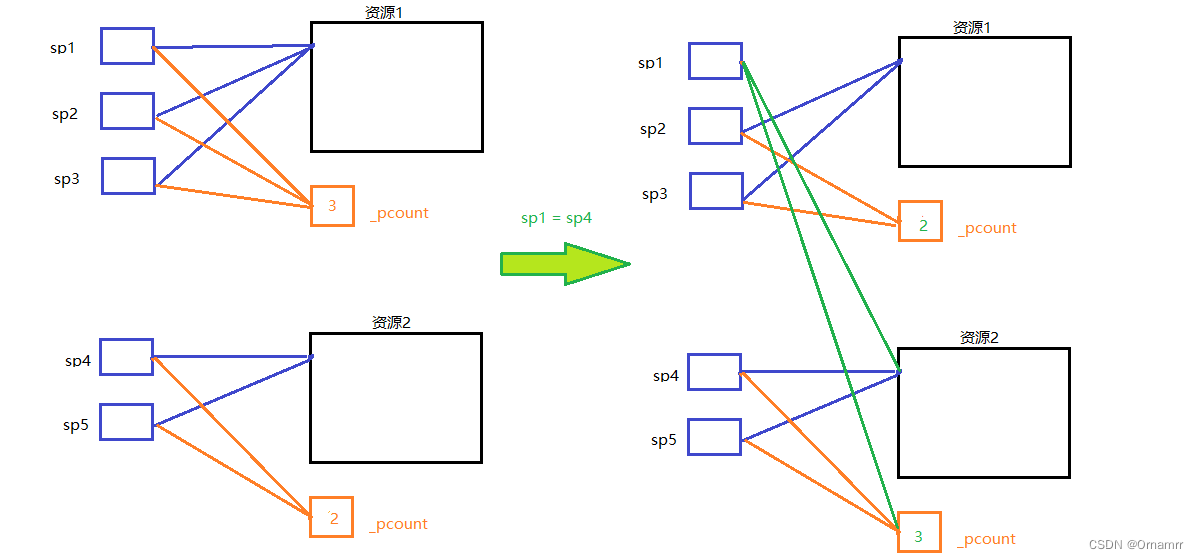 资源1
sp1
sp2
sp3
3
_pcount
资源2
sp4
sp5
2
_pcount
sp1 = sp4
资源1
sp1
sp2
sp3
2
_pcount
资源2
sp4
sp5
3
_pcount
CSDN @Ornamrr